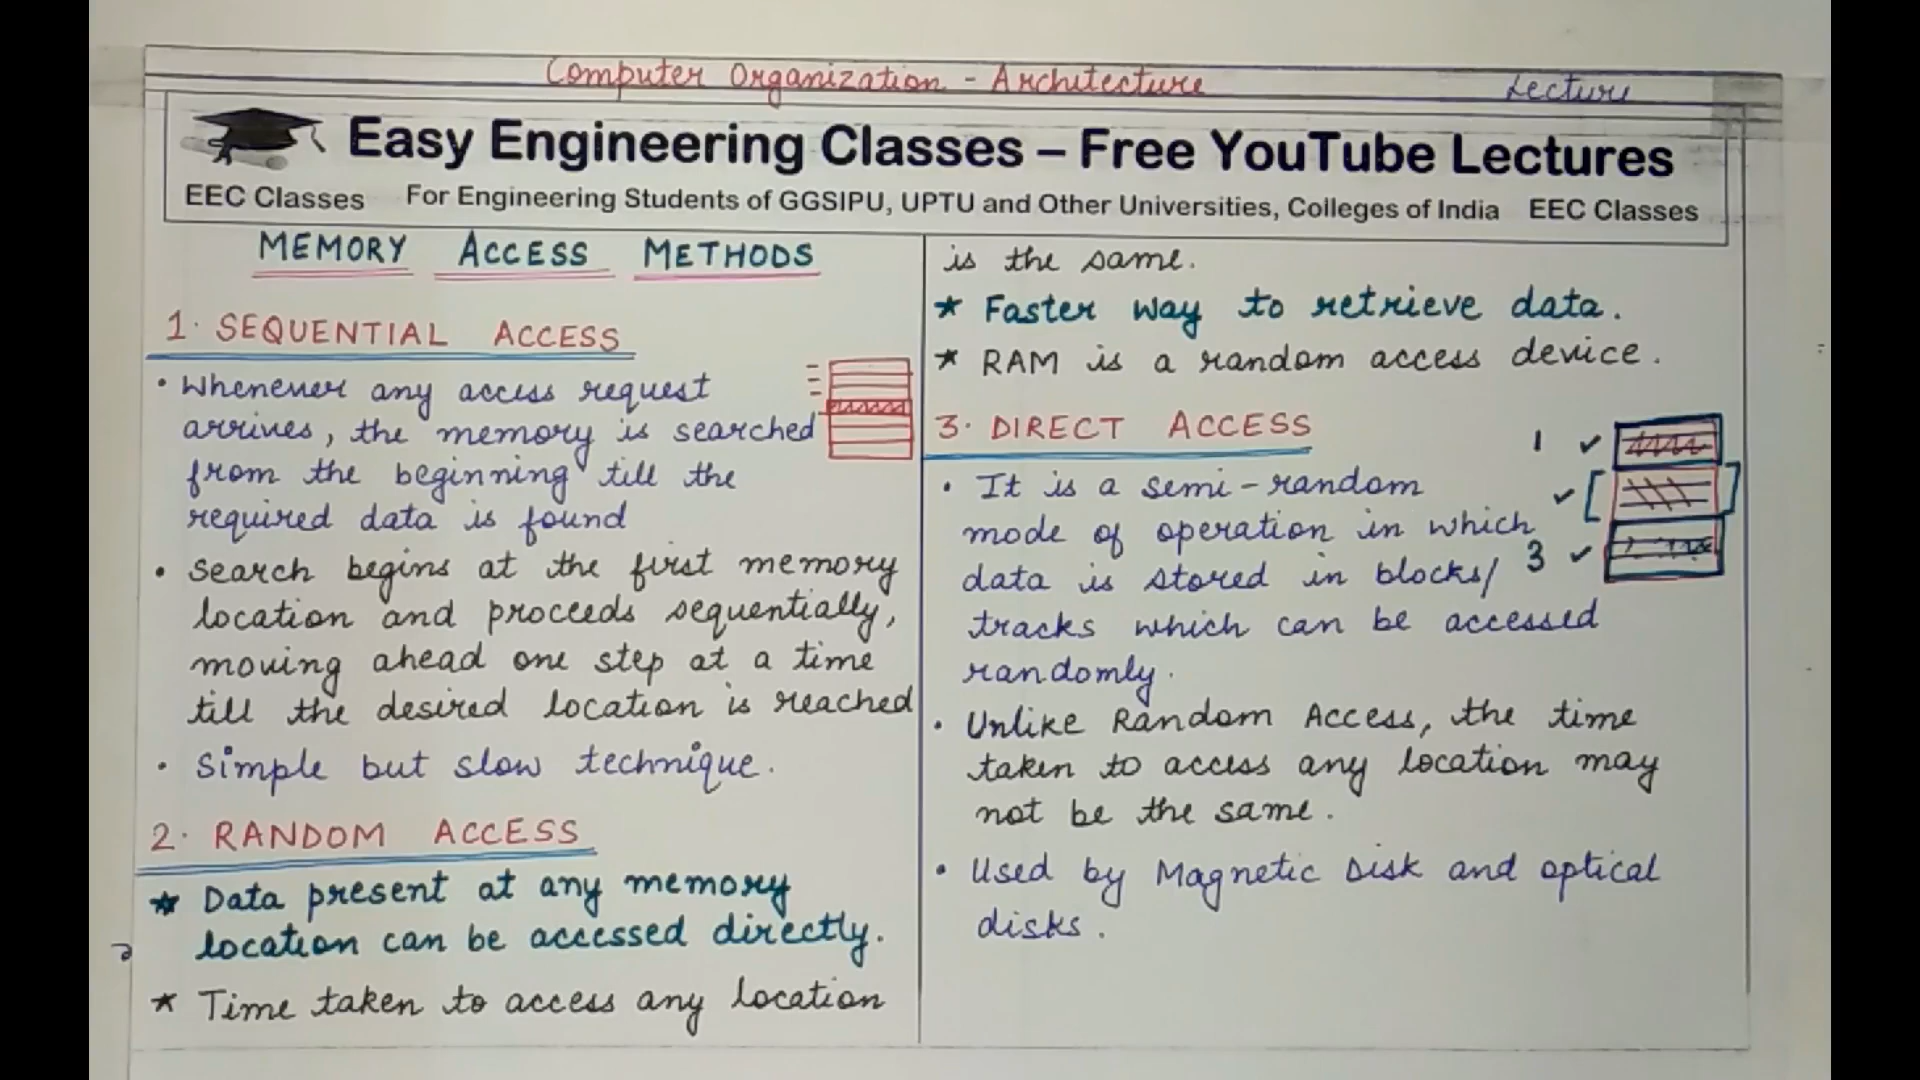 Computer Organization - Architecture Lecture
Easy Engineering Classes – Free YouTube Lectures
EEC Classes For Engineering Students of GGSIPU, UPTU and Other Universities, Colleges of India EEC Classes
MEMORY ACCESS METHODS
1. SEQUENTIAL ACCESS
• Whenever any access request
arrives, the memory is searched
from the beginning till the
required data is found
• Search begins at the first memory
location and proceeds sequentially,
moving ahead one step at a time
till the desired location is reached
• Simple but slow technique.
2. RANDOM ACCESS
★ Data present at any memory
location can be accessed directly.
★ Time taken to access any location
is the same.
★ Faster way to retrieve data.
★ RAM is a random access device.
3. DIRECT ACCESS
• It is a semi-random
mode of operation in which
data is stored in blocks/
tracks which can be accessed
randomly.
• Unlike Random Access, the time
taken to access any location may
not be the same.
• Used by Magnetic Disk and optical
disks.
1 ✓
✓
3 ✓